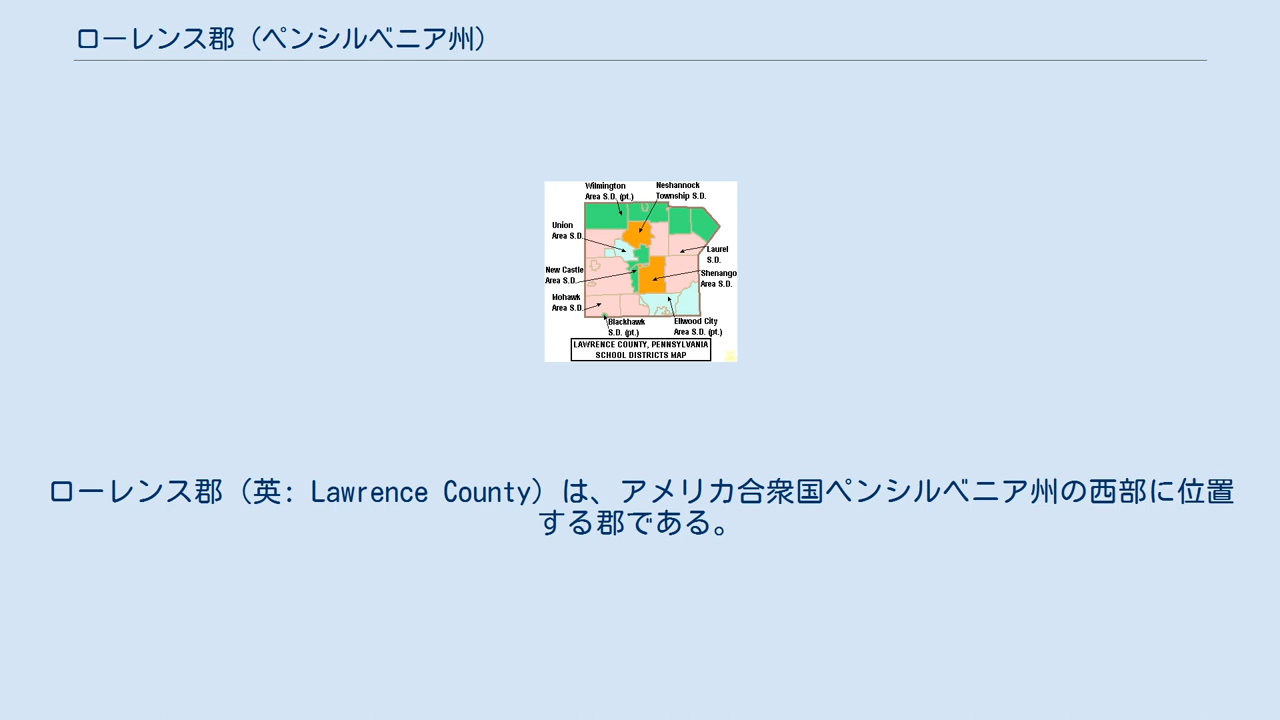 ローレンス郡（ペンシルベニア州）
Wilmington
Area S.D. (pt.)
Neshannock
Township S.D.
Union
Area S.D.
Laurel
S.D.
New Castle
Area S.D.
Shenango
Area S.D.
Mohawk
Area S.D.
Blackhawk
S.D. (pt.)
Ellwood City
Area S.D. (pt.)
LAWRENCE COUNTY, PENNSYLVANIA
SCHOOL DISTRICTS MAP
ローレンス郡（英: Lawrence County）は、アメリカ合衆国ペンシルベニア州の西部に位置
する郡である。